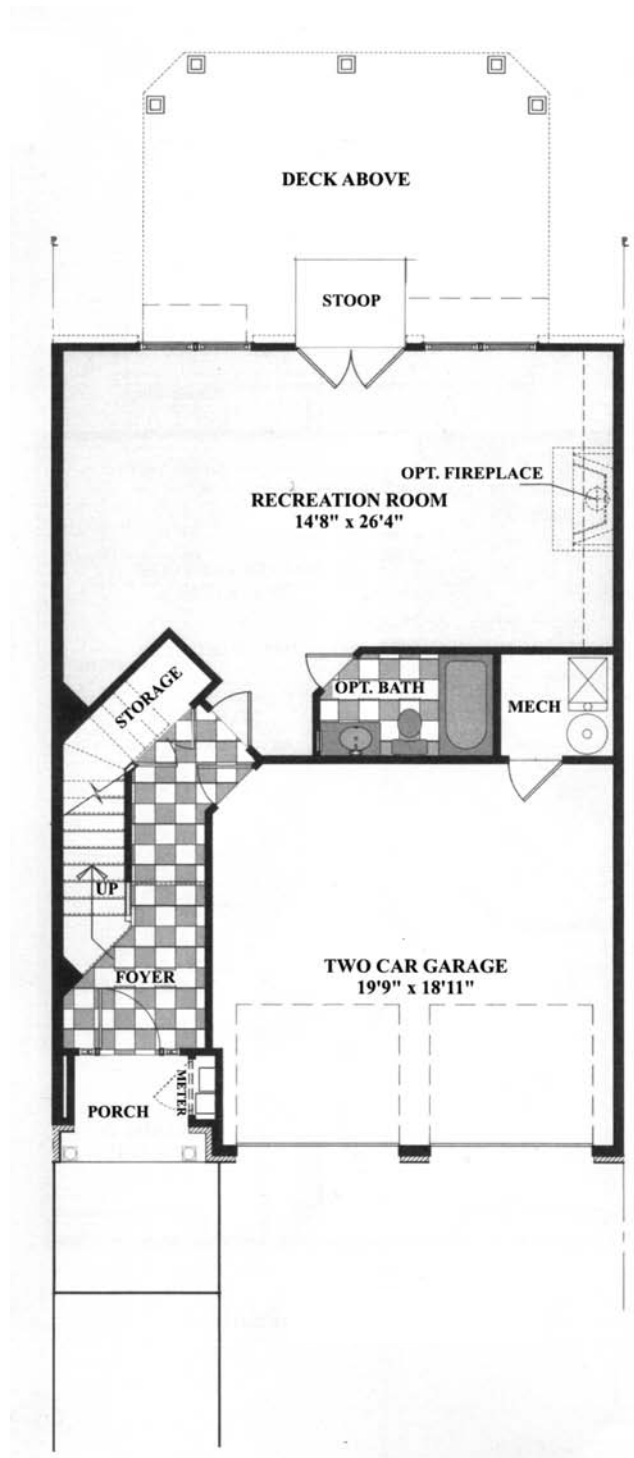 DECK ABOVE
STOOP
OPT. FIREPLACE
RECREATION ROOM
14'8" x 26'4"
STORAGE
OPT. BATH
MECH
UP
FOYER
TWO CAR GARAGE
19'9" x 18'11"
METER
PORCH